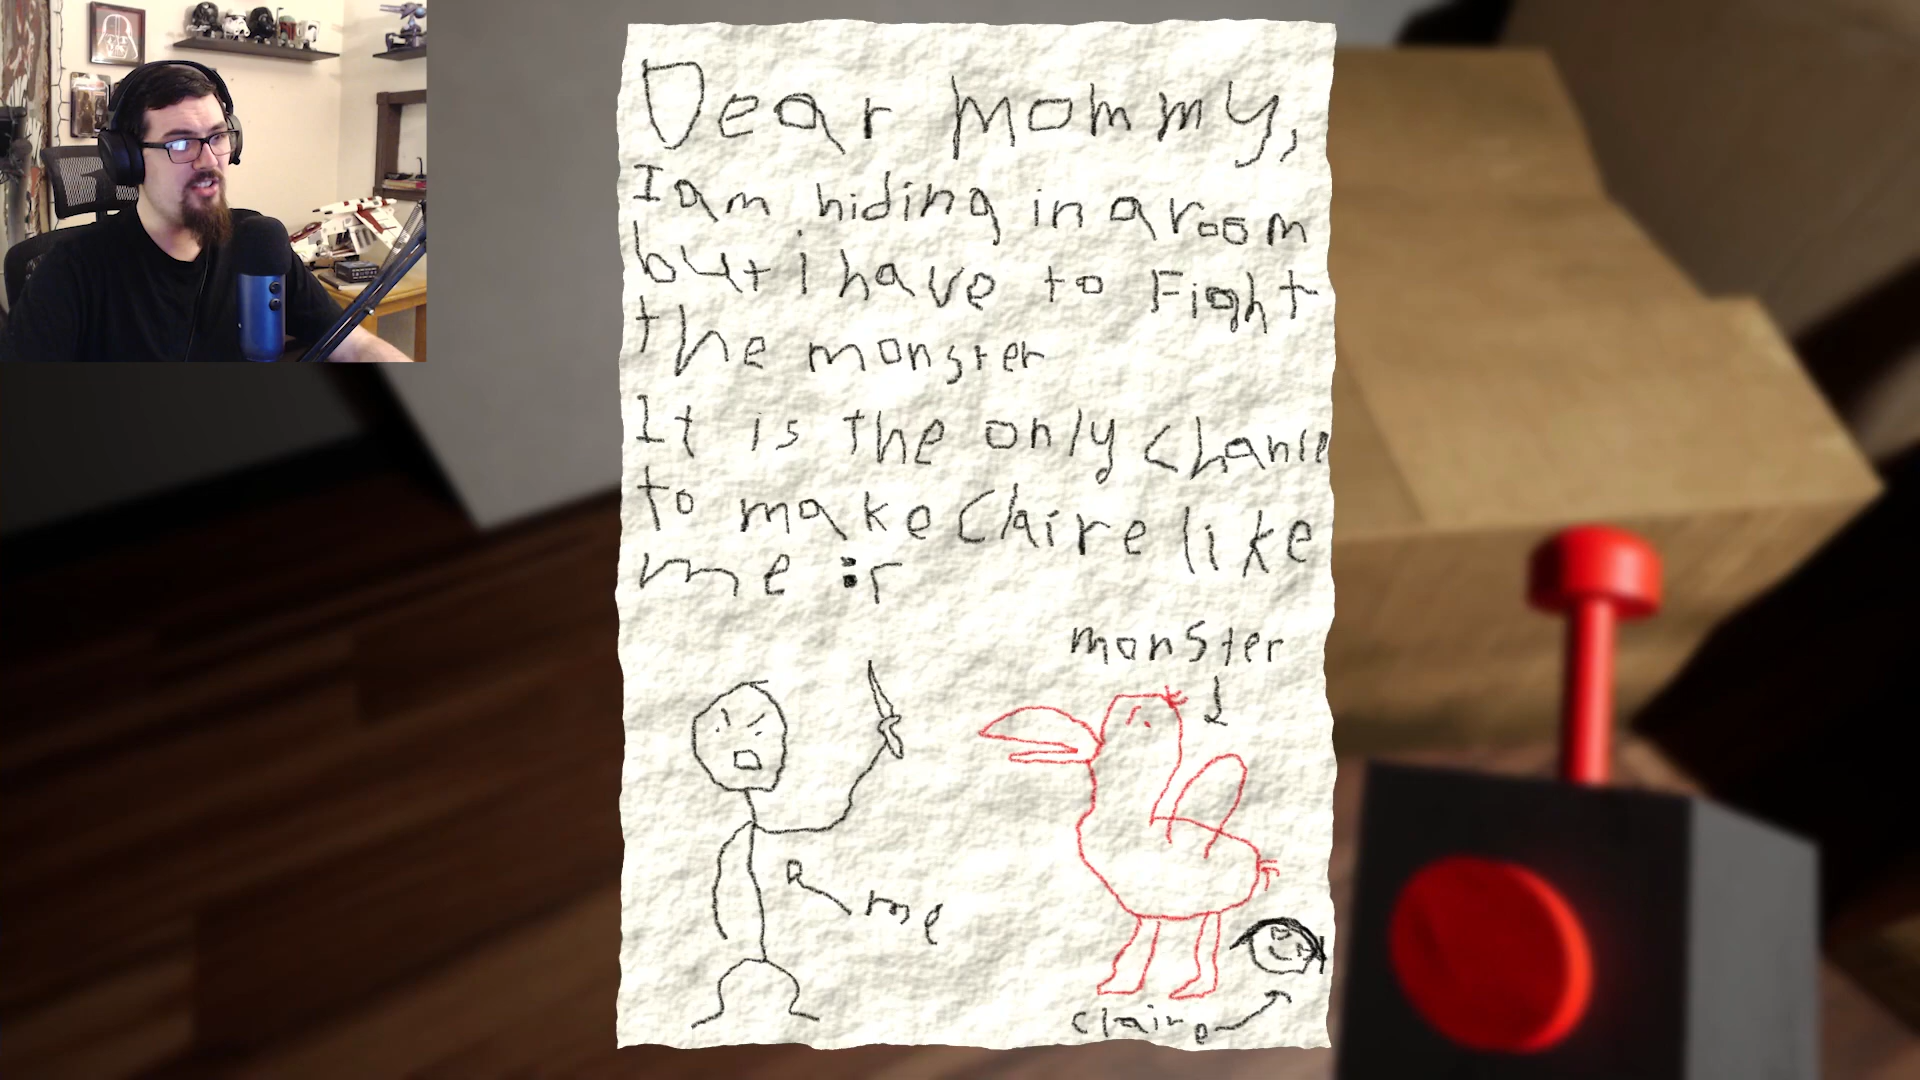 Dear mommy,
I am hiding in a room
but i have to Fight
the monster
It is the only chance
to make Claire like
me :r
monster
me
claire